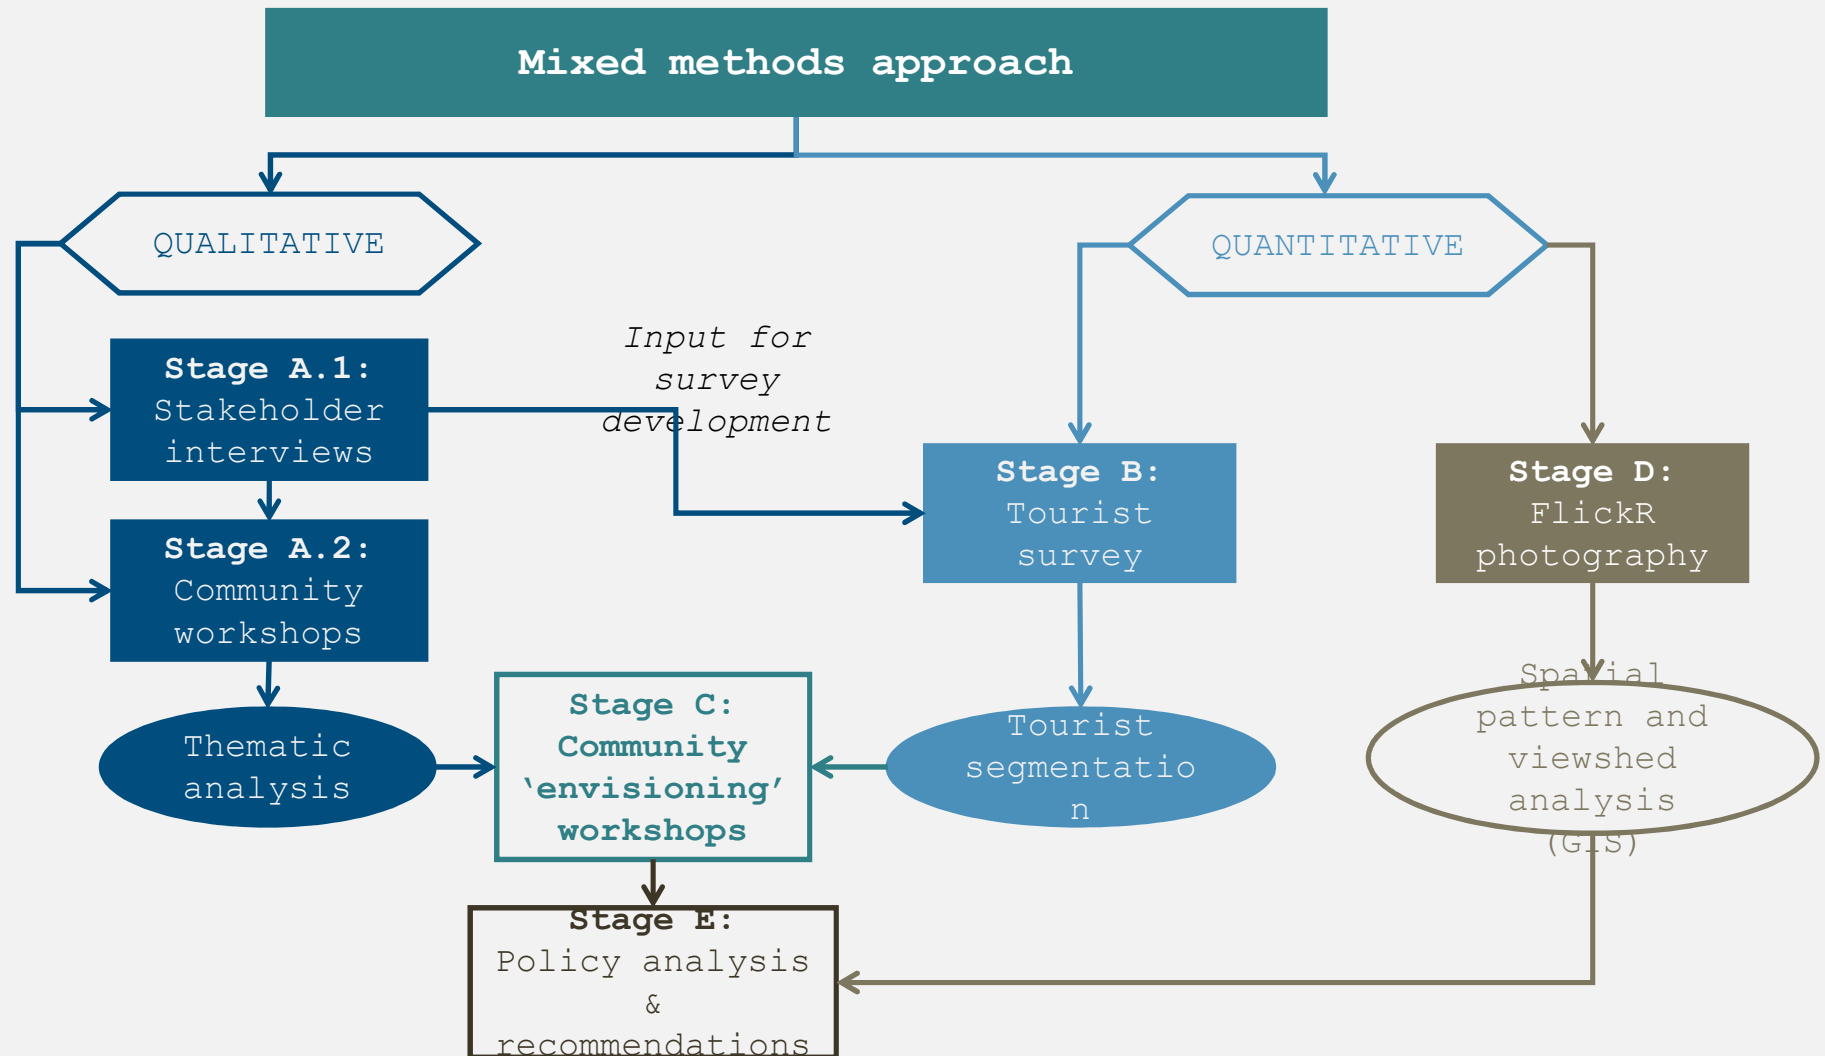 Mixed methods approach
QUALITATIVE
QUANTITATIVE
Input for
survey
development
Stage A.1:
Stakeholder
interviews
Stage A.2:
Community
workshops
Thematic
analysis
Stage B:
Tourist
survey
Stage D:
FlickR
photography
Stage C:
Community
‘envisioning’
workshops
Tourist
segmentatio
n
Spatial
pattern and
viewshed
analysis
(GIS)
Stage E:
Policy analysis
&
recommendations